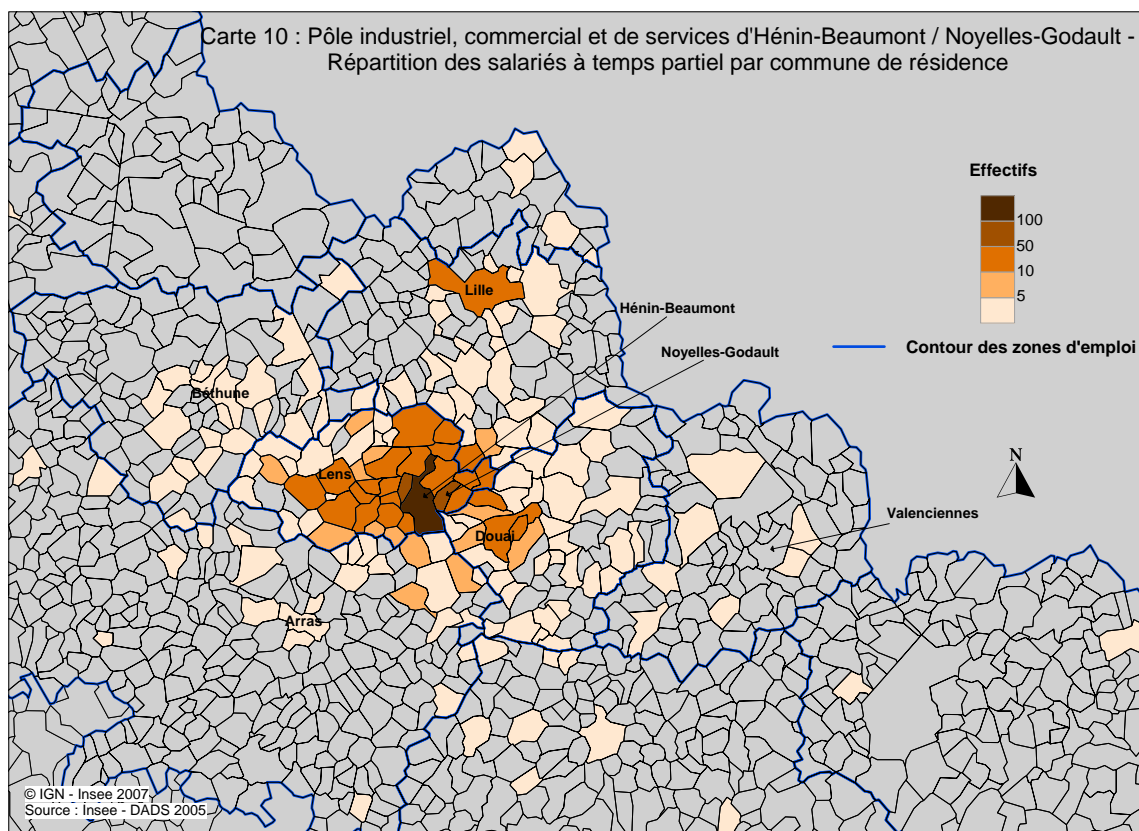 Carte 10 : Pôle industriel, commercial et de services d'Hénin-Beaumont / Noyelles-Godault -
Répartition des salariés à temps partiel par commune de résidence
Effectifs
100
50
10
5
Contour des zones d'emploi
Lille
Hénin-Beaumont
Noyelles-Godault
Béthune
Lens
N
Valenciennes
Douai
Arras
© IGN - Insee 2007
Source : Insee - DADS 2005